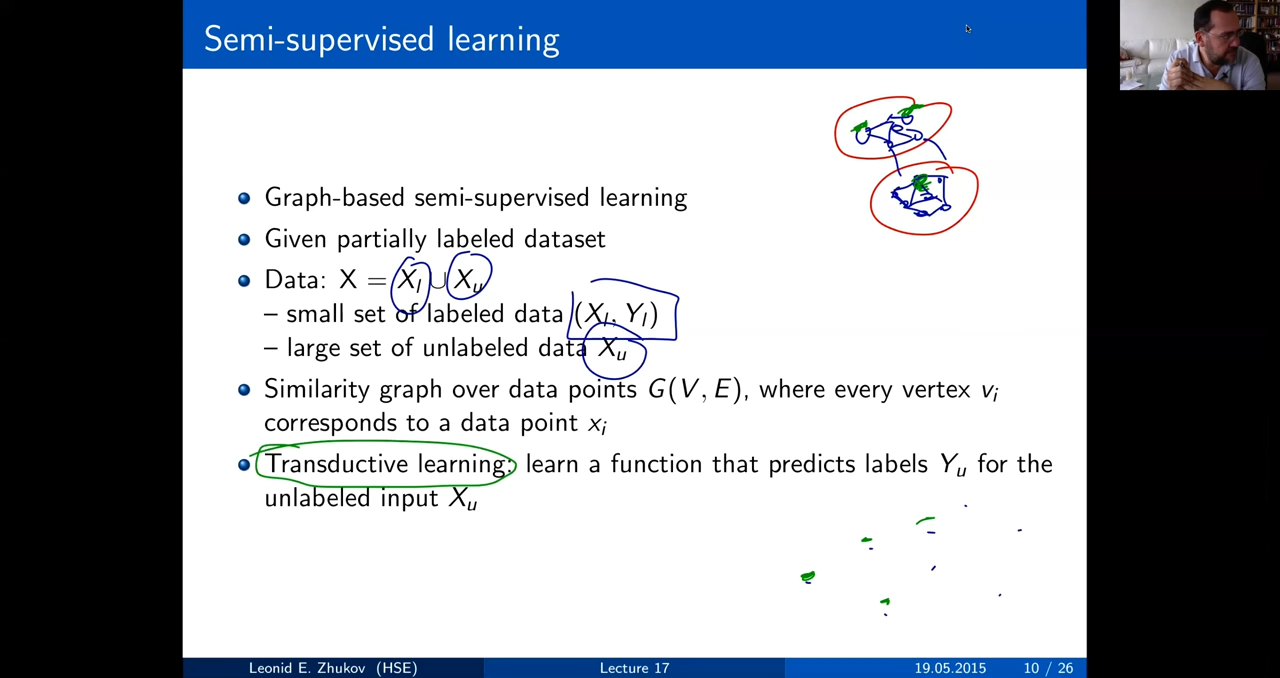 Semi-supervised learning
Graph-based semi-supervised learning
Given partially labeled dataset
Data: X = X_l ∪ X_u
– small set of labeled data (X_l, Y_l)
– large set of unlabeled data X_u
Similarity graph over data points G(V, E), where every vertex v_i
corresponds to a data point x_i
Transductive learning: learn a function that predicts labels Y_u for the
unlabeled input X_u
Leonid E. Zhukov (HSE) Lecture 17 19.05.2015 10 / 26